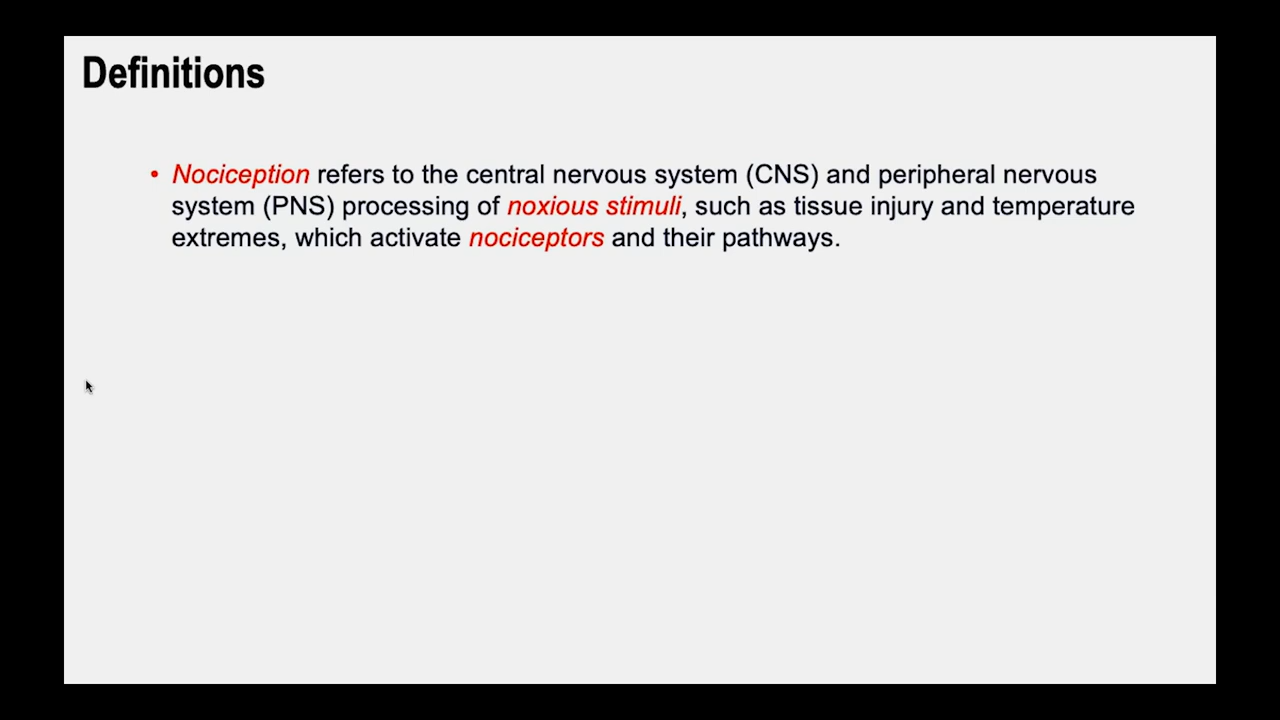 Definitions
• Nociception refers to the central nervous system (CNS) and peripheral nervous
system (PNS) processing of noxious stimuli, such as tissue injury and temperature
extremes, which activate nociceptors and their pathways.